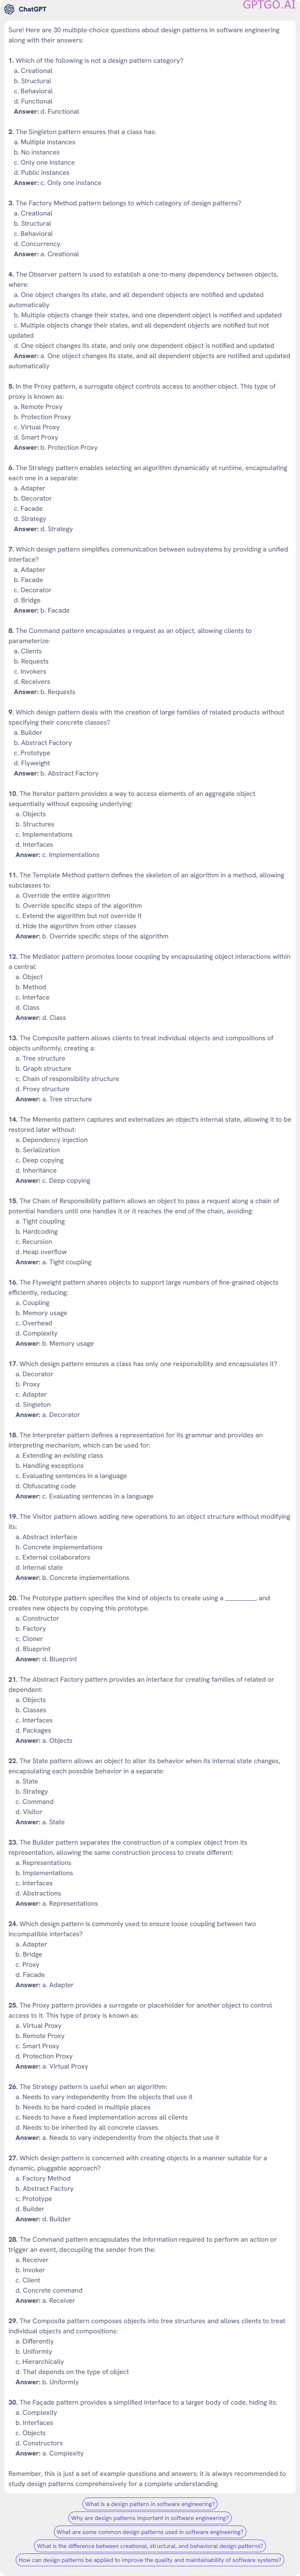 ChatGPT
GPTGO.AI
Sure! Here are 30 multiple-choice questions about design patterns in software engineering
along with their answers:
1. Which of the following is not a design pattern category?
a. Creational
b. Structural
c. Behavioral
d. Functional
Answer: d. Functional
2. The Singleton pattern ensures that a class has:
a. Multiple instances
b. No instances
c. Only one instance
d. Public instances
Answer: c. Only one instance
3. The Factory Method pattern belongs to which category of design patterns?
a. Creational
b. Structural
c. Behavioral
d. Concurrency
Answer: a. Creational
4. The Observer pattern is used to establish a one-to-many dependency between objects,
where:
a. One object changes its state, and all dependent objects are notified and updated
automatically
b. Multiple objects change their states, and one dependent object is notified and updated
c. Multiple objects change their states, and all dependent objects are notified but not
updated
d. One object changes its state, and only one dependent object is notified and updated
Answer: a. One object changes its state, and all dependent objects are notified and updated
automatically
5. In the Proxy pattern, a surrogate object controls access to another object. This type of
proxy is known as:
a. Remote Proxy
b. Protection Proxy
c. Virtual Proxy
d. Smart Proxy
Answer: b. Protection Proxy
6. The Strategy pattern enables selecting an algorithm dynamically at runtime, encapsulating
each one in a separate:
a. Adapter
b. Decorator
c. Facade
d. Strategy
Answer: d. Strategy
7. Which design pattern simplifies communication between subsystems by providing a unified
interface?
a. Adapter
b. Facade
c. Decorator
d. Bridge
Answer: b. Facade
8. The Command pattern encapsulates a request as an object, allowing clients to
parameterize:
a. Clients
b. Requests
c. Invokers
d. Receivers
Answer: b. Requests
9. Which design pattern deals with the creation of large families of related products without
specifying their concrete classes?
a. Builder
b. Abstract Factory
c. Prototype
d. Flyweight
Answer: b. Abstract Factory
10. The Iterator pattern provides a way to access elements of an aggregate object
sequentially without exposing underlying:
a. Objects
b. Structures
c. Implementations
d. Interfaces
Answer: c. Implementations
11. The Template Method pattern defines the skeleton of an algorithm in a method, allowing
subclasses to:
a. Override the entire algorithm
b. Override specific steps of the algorithm
c. Extend the algorithm but not override it
d. Hide the algorithm from other classes
Answer: b. Override specific steps of the algorithm
12. The Mediator pattern promotes loose coupling by encapsulating object interactions within
a central:
a. Object
b. Method
c. Interface
d. Class
Answer: d. Class
13. The Composite pattern allows clients to treat individual objects and compositions of
objects uniformly, creating a:
a. Tree structure
b. Graph structure
c. Chain of responsibility structure
d. Proxy structure
Answer: a. Tree structure
14. The Memento pattern captures and externalizes an object's internal state, allowing it to be
restored later without:
a. Dependency injection
b. Serialization
c. Deep copying
d. Inheritance
Answer: c. Deep copying
15. The Chain of Responsibility pattern allows an object to pass a request along a chain of
potential handlers until one handles it or it reaches the end of the chain, avoiding:
a. Tight coupling
b. Hardcoding
c. Recursion
d. Heap overflow
Answer: a. Tight coupling
16. The Flyweight pattern shares objects to support large numbers of fine-grained objects
efficiently, reducing:
a. Coupling
b. Memory usage
c. Overhead
d. Complexity
Answer: b. Memory usage
17. Which design pattern ensures a class has only one responsibility and encapsulates it?
a. Decorator
b. Proxy
c. Adapter
d. Singleton
Answer: a. Decorator
18. The Interpreter pattern defines a representation for its grammar and provides an
interpreting mechanism, which can be used for:
a. Extending an existing class
b. Handling exceptions
c. Evaluating sentences in a language
d. Obfuscating code
Answer: c. Evaluating sentences in a language
19. The Visitor pattern allows adding new operations to an object structure without modifying
its:
a. Abstract interface
b. Concrete implementations
c. External collaborators
d. Internal state
Answer: b. Concrete implementations
20. The Prototype pattern specifies the kind of objects to create using a _________, and
creates new objects by copying this prototype.
a. Constructor
b. Factory
c. Cloner
d. Blueprint
Answer: d. Blueprint
21. The Abstract Factory pattern provides an interface for creating families of related or
dependent:
a. Objects
b. Classes
c. Interfaces
d. Packages
Answer: a. Objects
22. The State pattern allows an object to alter its behavior when its internal state changes,
encapsulating each possible behavior in a separate:
a. State
b. Strategy
c. Command
d. Visitor
Answer: a. State
23. The Builder pattern separates the construction of a complex object from its
representation, allowing the same construction process to create different:
a. Representations
b. Implementations
c. Interfaces
d. Abstractions
Answer: a. Representations
24. Which design pattern is commonly used to ensure loose coupling between two
incompatible interfaces?
a. Adapter
b. Bridge
c. Proxy
d. Facade
Answer: a. Adapter
25. The Proxy pattern provides a surrogate or placeholder for another object to control
access to it. This type of proxy is known as:
a. Virtual Proxy
b. Remote Proxy
c. Smart Proxy
d. Protection Proxy
Answer: a. Virtual Proxy
26. The Strategy pattern is useful when an algorithm:
a. Needs to vary independently from the objects that use it
b. Needs to be hard-coded in multiple places
c. Needs to have a fixed implementation across all clients
d. Needs to be inherited by all concrete classes
Answer: a. Needs to vary independently from the objects that use it
27. Which design pattern is concerned with creating objects in a manner suitable for a
dynamic, pluggable approach?
a. Factory Method
b. Abstract Factory
c. Prototype
d. Builder
Answer: d. Builder
28. The Command pattern encapsulates the information required to perform an action or
trigger an event, decoupling the sender from the:
a. Receiver
b. Invoker
c. Client
d. Concrete command
Answer: a. Receiver
29. The Composite pattern composes objects into tree structures and allows clients to treat
individual objects and compositions:
a. Differently
b. Uniformly
c. Hierarchically
d. That depends on the type of object
Answer: b. Uniformly
30. The Façade pattern provides a simplified interface to a larger body of code, hiding its:
a. Complexity
b. Interfaces
c. Objects
d. Constructors
Answer: a. Complexity
Remember, this is just a set of example questions and answers; it is always recommended to
study design patterns comprehensively for a complete understanding.
What is a design pattern in software engineering?
Why are design patterns important in software engineering?
What are some common design patterns used in software engineering?
What is the difference between creational, structural, and behavioral design patterns?
How can design patterns be applied to improve the quality and maintainability of software systems?